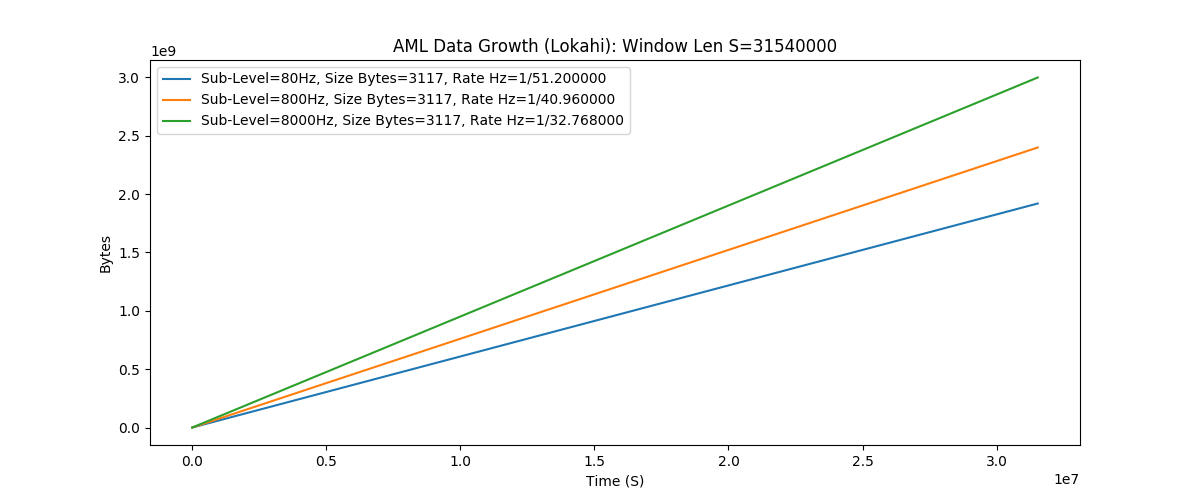 AML Data Growth (Lokahi): Window Len S=31540000
1e9
Sub-Level=80Hz, Size Bytes=3117, Rate Hz=1/51.200000
Sub-Level=800Hz, Size Bytes=3117, Rate Hz=1/40.960000
Sub-Level=8000Hz, Size Bytes=3117, Rate Hz=1/32.768000
3.0
2.5
2.0
1.5
1.0
0.5
0.0
Bytes
0.0 0.5 1.0 1.5 2.0 2.5 3.0
1e7
Time (S)